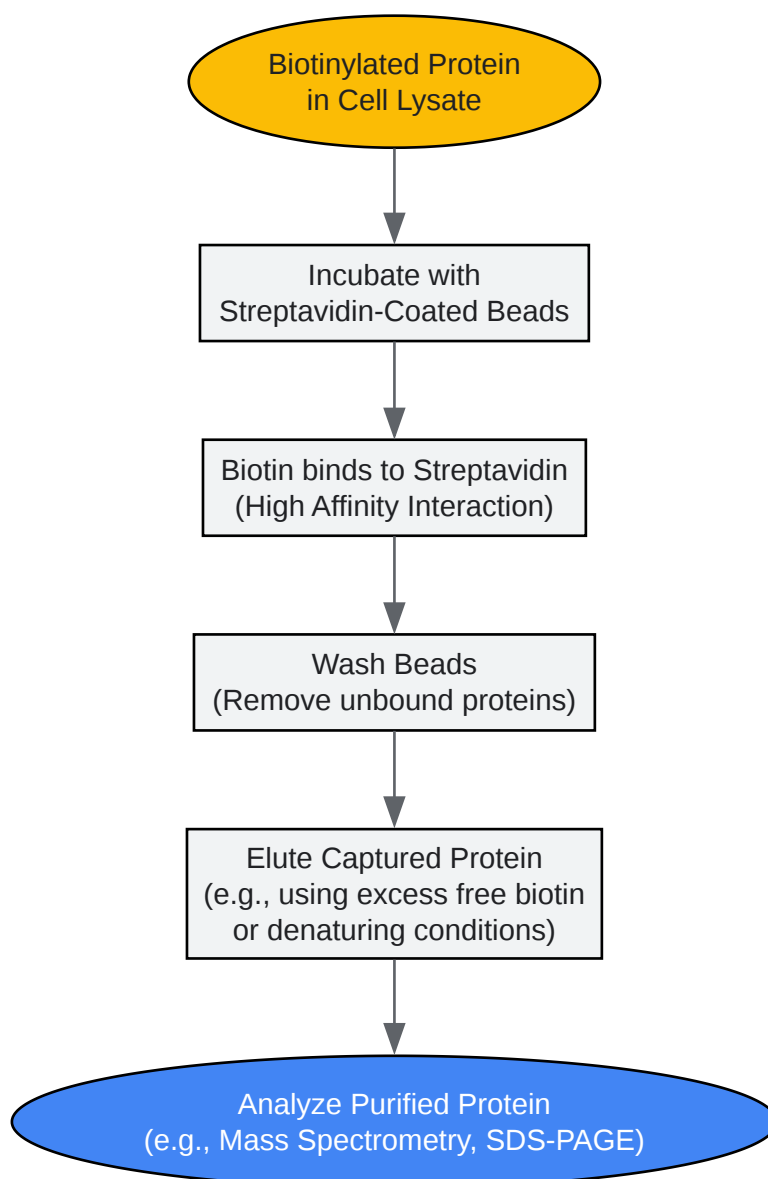 Biotinylated Protein
in Cell Lysate
Incubate with
Streptavidin-Coated Beads
Biotin binds to Streptavidin
(High Affinity Interaction)
Wash Beads
(Remove unbound proteins)
Elute Captured Protein
(e.g., using excess free biotin
or denaturing conditions)
Analyze Purified Protein
(e.g., Mass Spectrometry, SDS-PAGE)